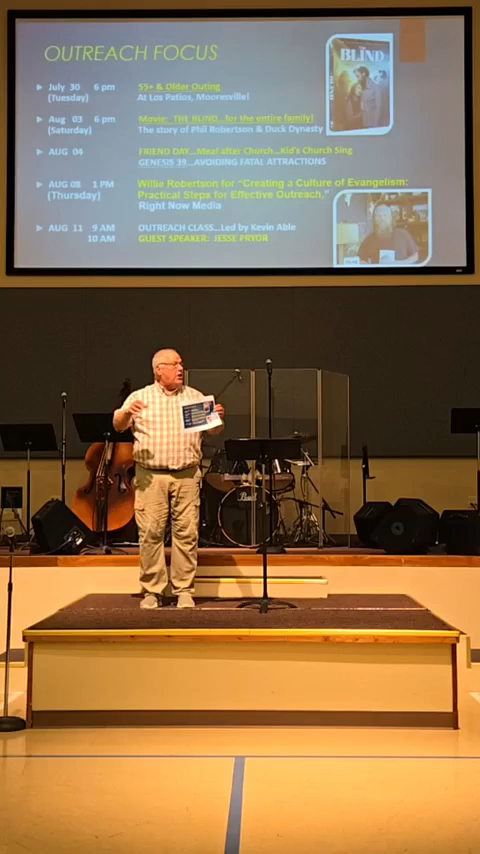 OUTREACH FOCUS
July 30 6 pm 55+ & Older Outing
(Tuesday) At Los Patios, Mooresville!
Aug 03 6 pm Movie: THE BLIND...for the entire family!
(Saturday) The story of Phil Robertson & Duck Dynasty
AUG 04 FRIEND DAY...Meal after Church...Kid's Church Sing
GENESIS 39...AVOIDING FATAL ATTRACTIONS
AUG 08 1 PM Willie Robertson for "Creating a Culture of Evangelism:
(Thursday) Practical Steps for Effective Outreach,"
Right Now Media
AUG 11 9 AM OUTREACH CLASS...Led by Kevin Able
10 AM GUEST SPEAKER: JESSE PRYOR
THE
BLIND